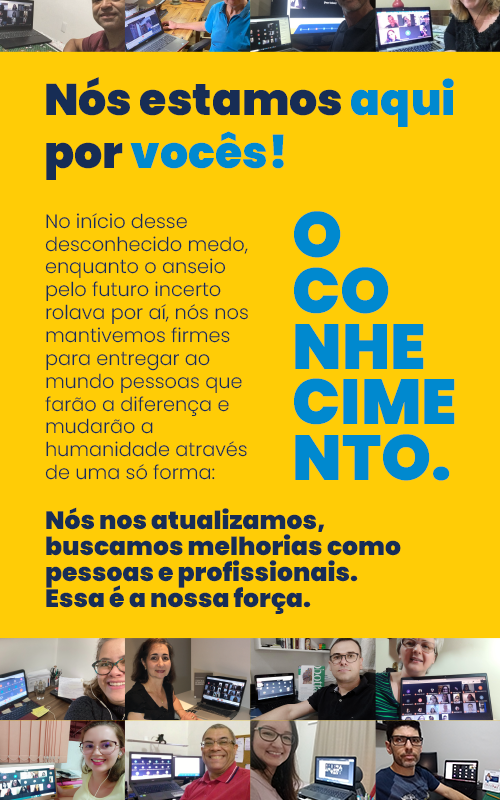 Nós estamos aqui
por vocês!
No início desse
desconhecido medo,
enquanto o anseio
pelo futuro incerto
rolava por aí, nós nos
mantivemos firmes
para entregar ao
mundo pessoas que
farão a diferença e
mudarão a
humanidade através
de uma só forma:
O
CO
NHE
CIME
NTO.
Nós nos atualizamos,
buscamos melhorias como
pessoas e profissionais.
Essa é a nossa força.